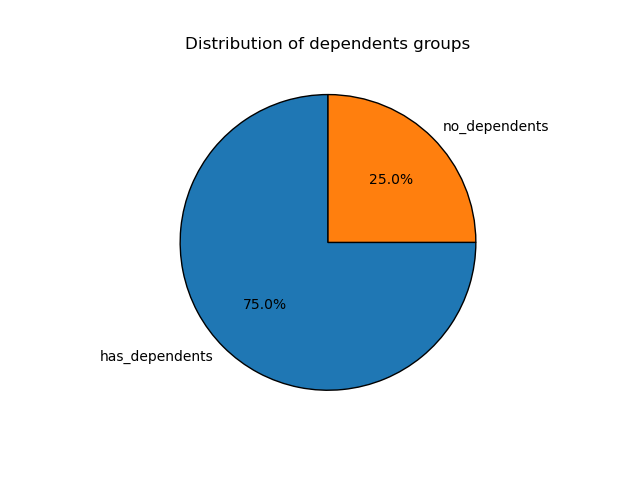 Distribution of dependents groups
no_dependents
25.0%
75.0%
has_dependents